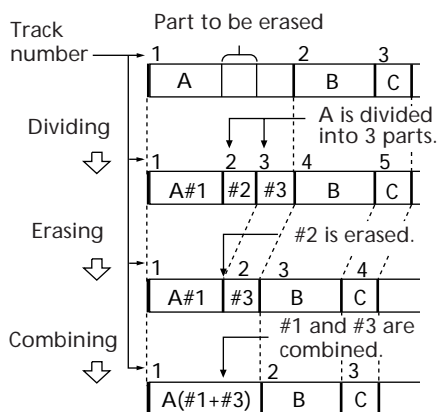 Track number
Part to be erased
1 2 3
A B C
Dividing
A is divided into 3 parts.
1 2 3 4 5
A#1 #2 #3 B C
Erasing
#2 is erased.
1 2 3 4
A#1 #3 B C
Combining
#1 and #3 are combined.
1 2 3
A(#1+#3) B C